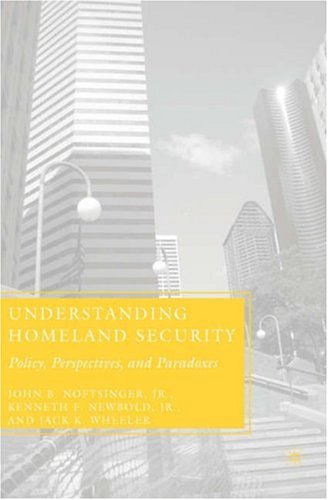 UNDERSTANDING
HOMELAND SECURITY
Policy, Perspectives, and Paradoxes
JOHN B. NOFTSINGER, JR.,
KENNETH F. NEWBOLD, JR.,
AND JACK K. WHEELER